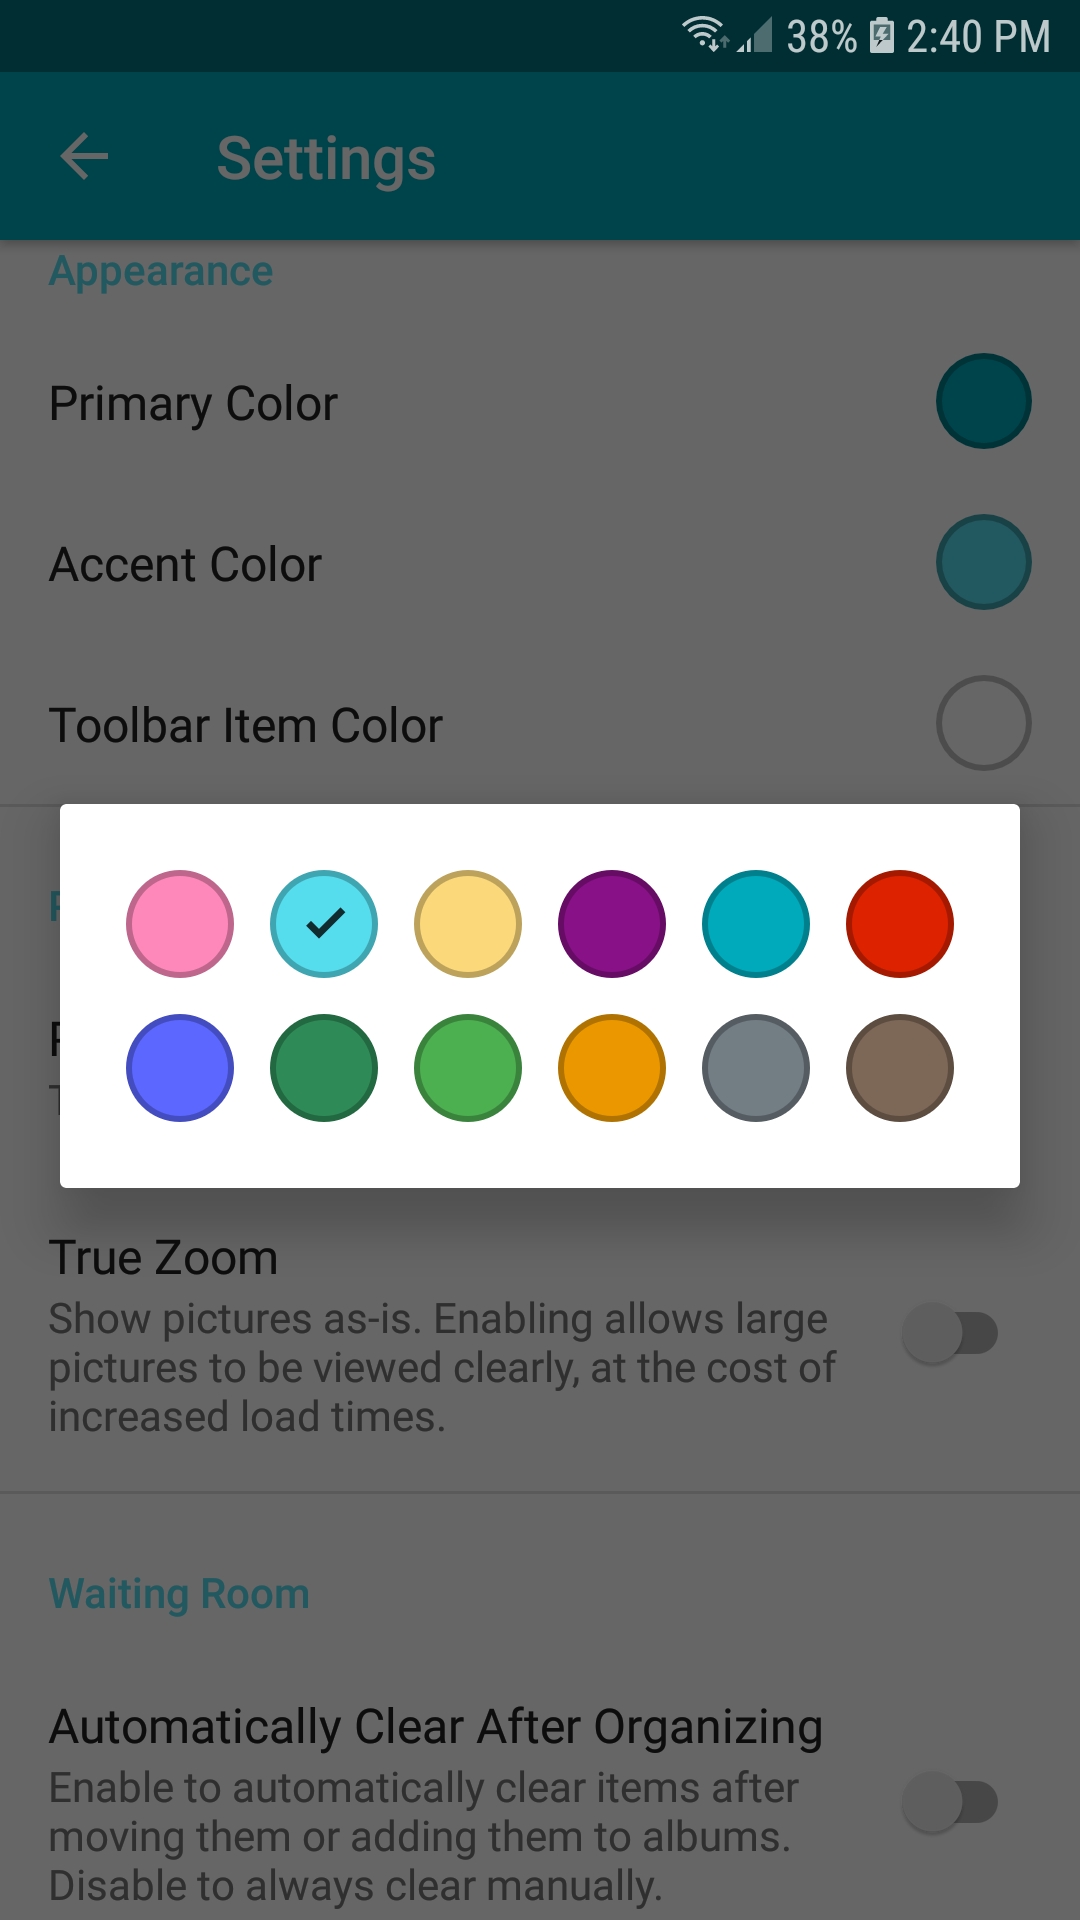 38% 2:40 PM
Settings
Appearance
Primary Color
Accent Color
Toolbar Item Color
True Zoom
Show pictures as-is. Enabling allows large
pictures to be viewed clearly, at the cost of
increased load times.
Waiting Room
Automatically Clear After Organizing
Enable to automatically clear items after
moving them or adding them to albums.
Disable to always clear manually.